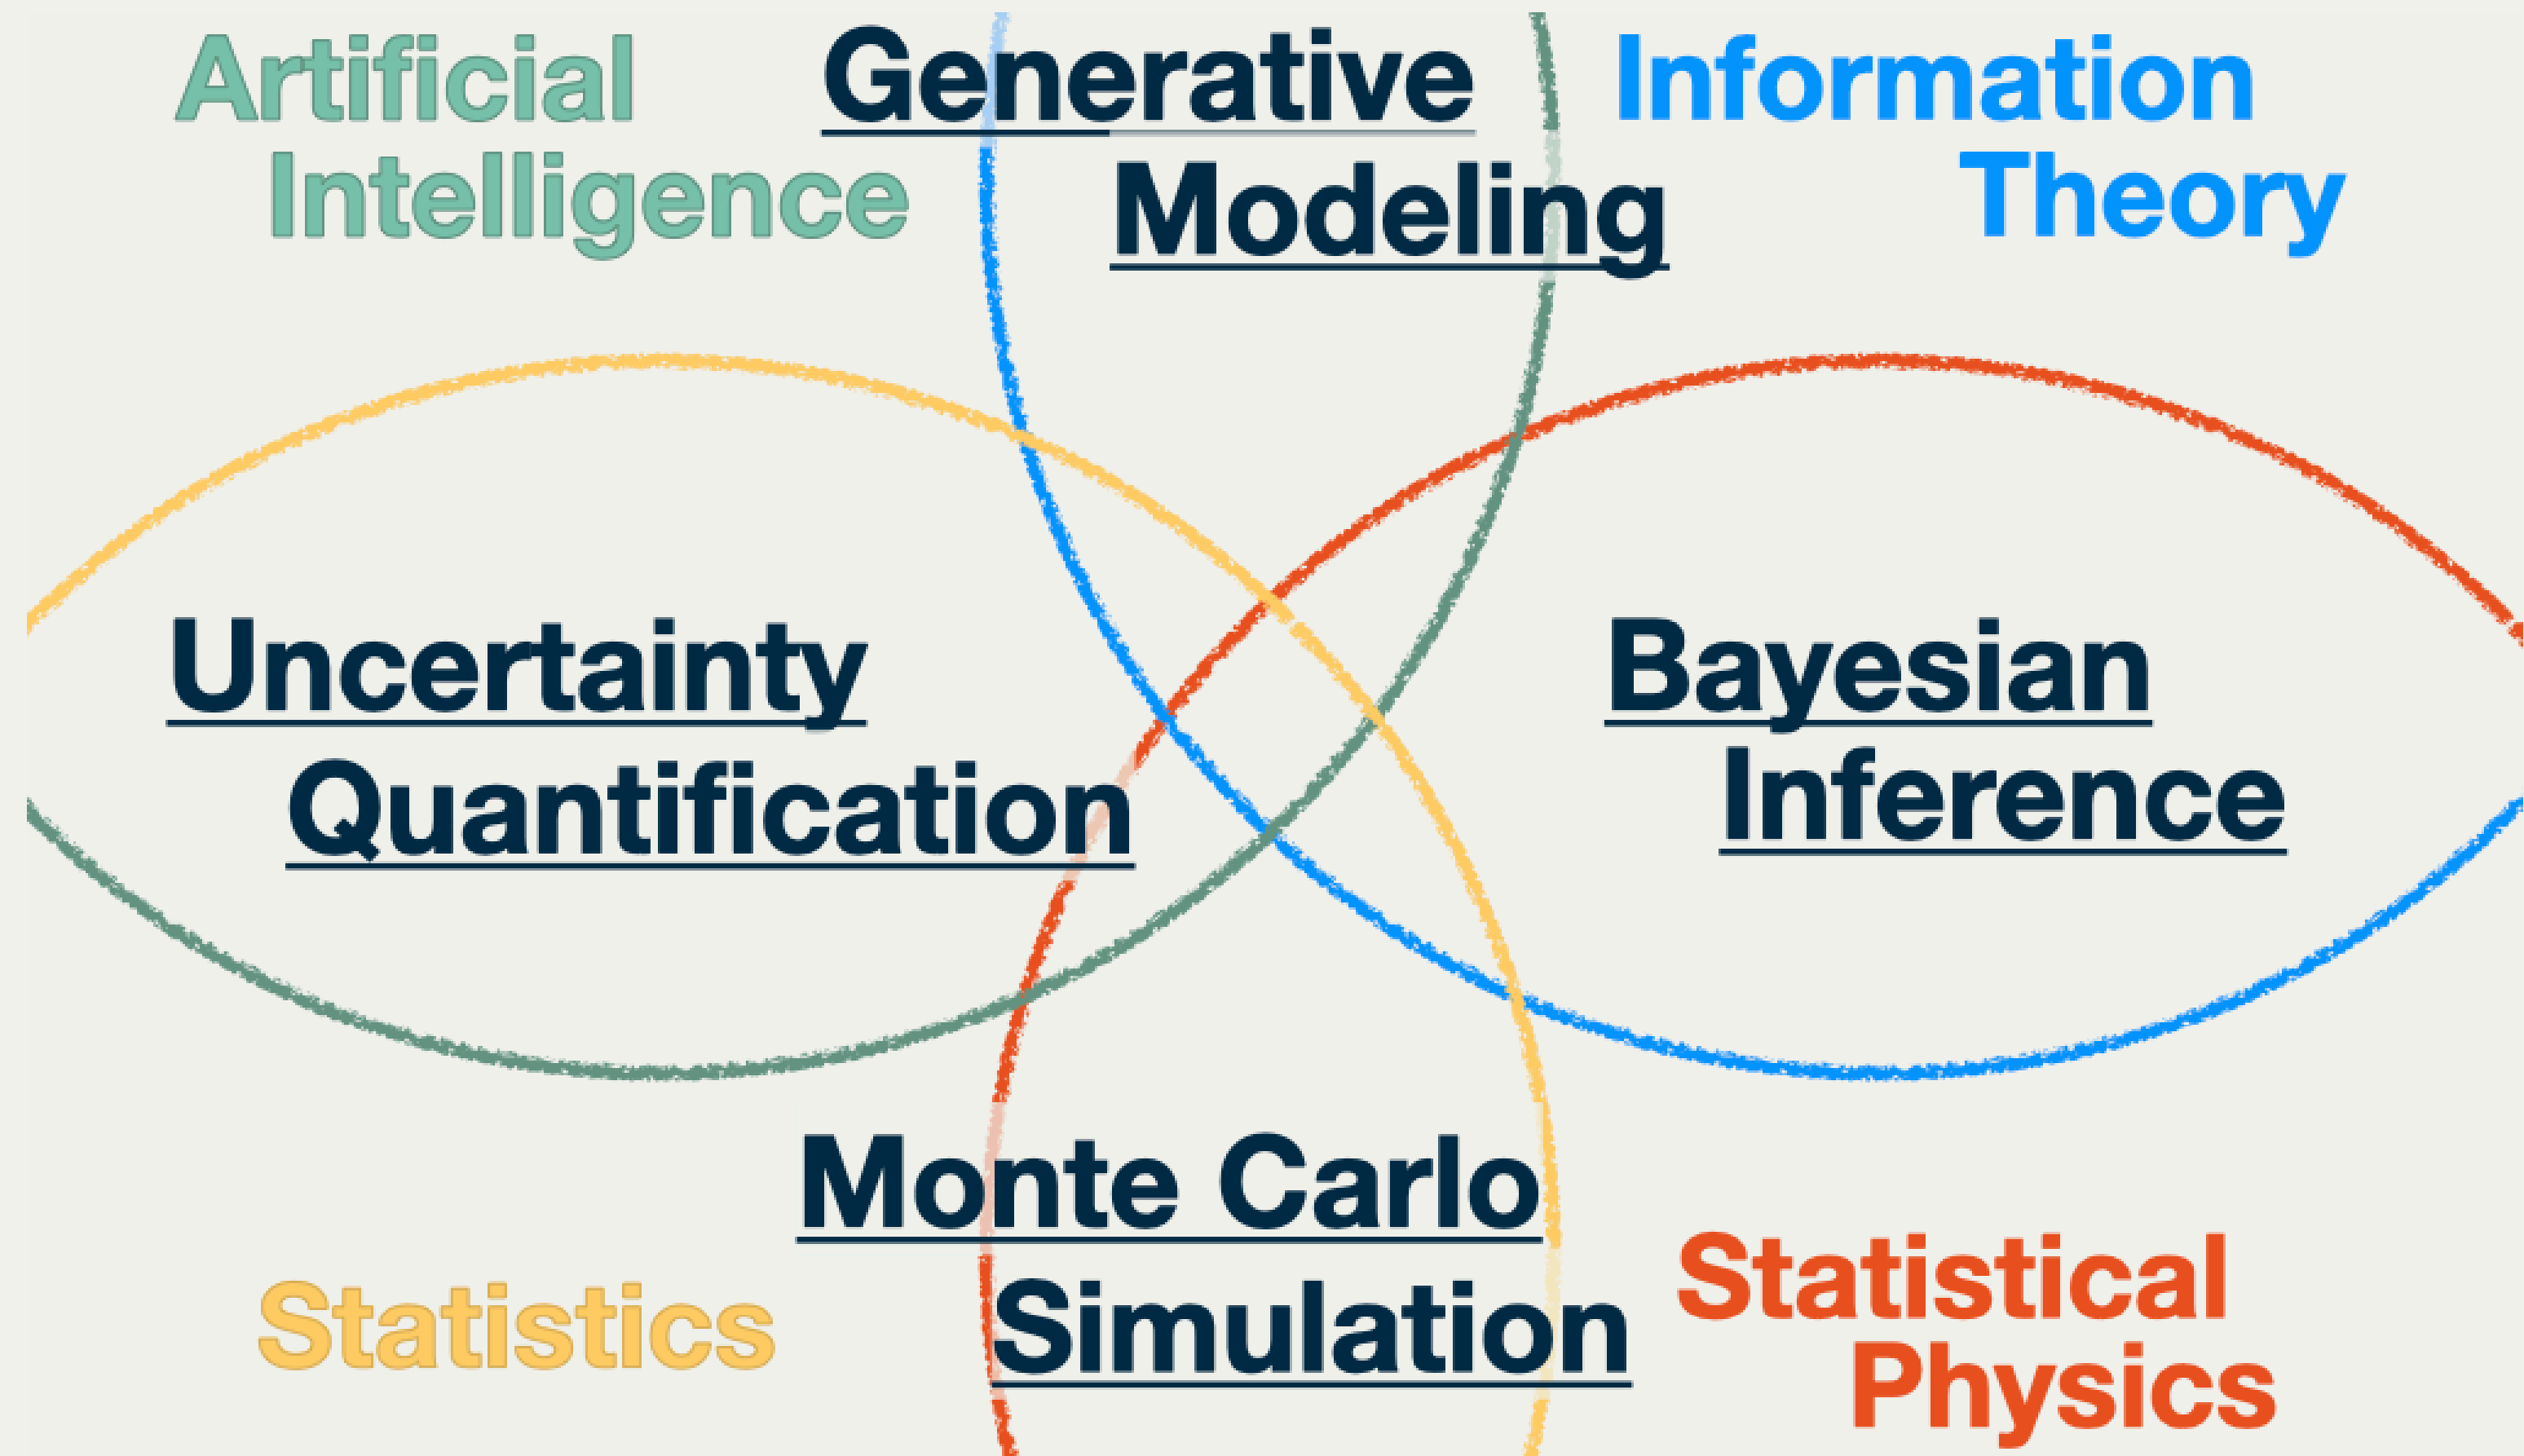 Artificial
Intelligence
Generative
Modeling
Information
Theory
Uncertainty
Quantification
Bayesian
Inference
Monte Carlo
Simulation
Statistics
Statistical
Physics